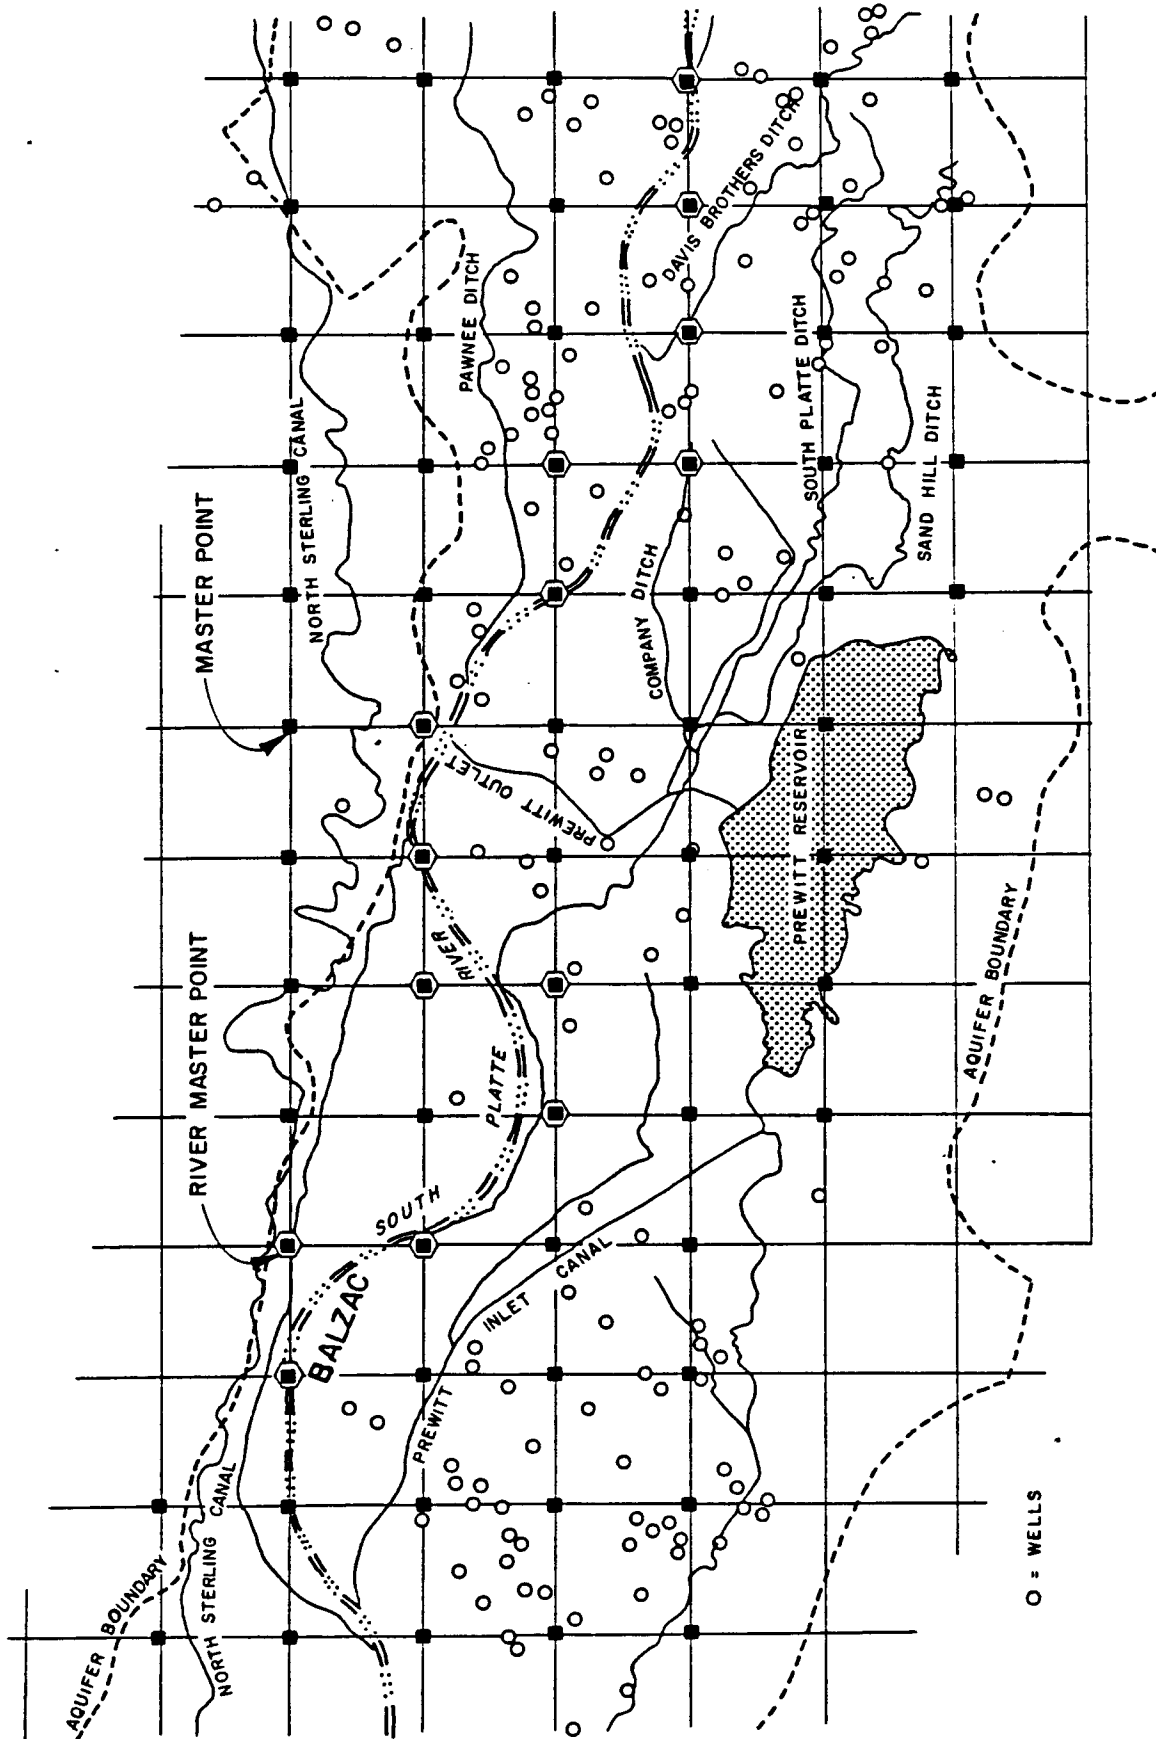 MASTER POINT
RIVER MASTER POINT
NORTH STERLING CANAL
PAWNEE DITCH
DAVIS BROTHERS DITCH
SOUTH PLATTE DITCH
SAND HILL DITCH
COMPANY DITCH
PREWITT OUTLET
PREWITT RESERVOIR
SOUTH PLATTE RIVER
AQUIFER BOUNDARY
BALZAC
PREWITT INLET CANAL
NORTH STERLING CANAL
AQUIFER BOUNDARY
O = WELLS